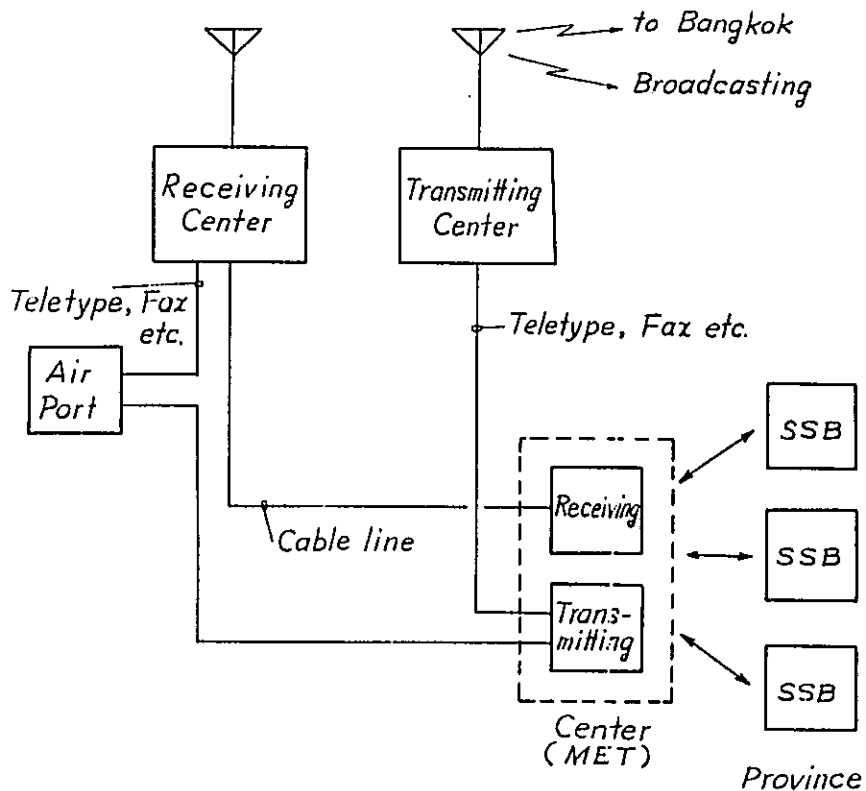 to Bangkok
Broadcasting
Receiving
Center
Transmitting
Center
Teletype, Fax
etc.
Teletype, Fax etc.
Air
Port
SSB
Receiving
Cable line
SSB
Trans-
mitting
SSB
Center
(MET)
Province